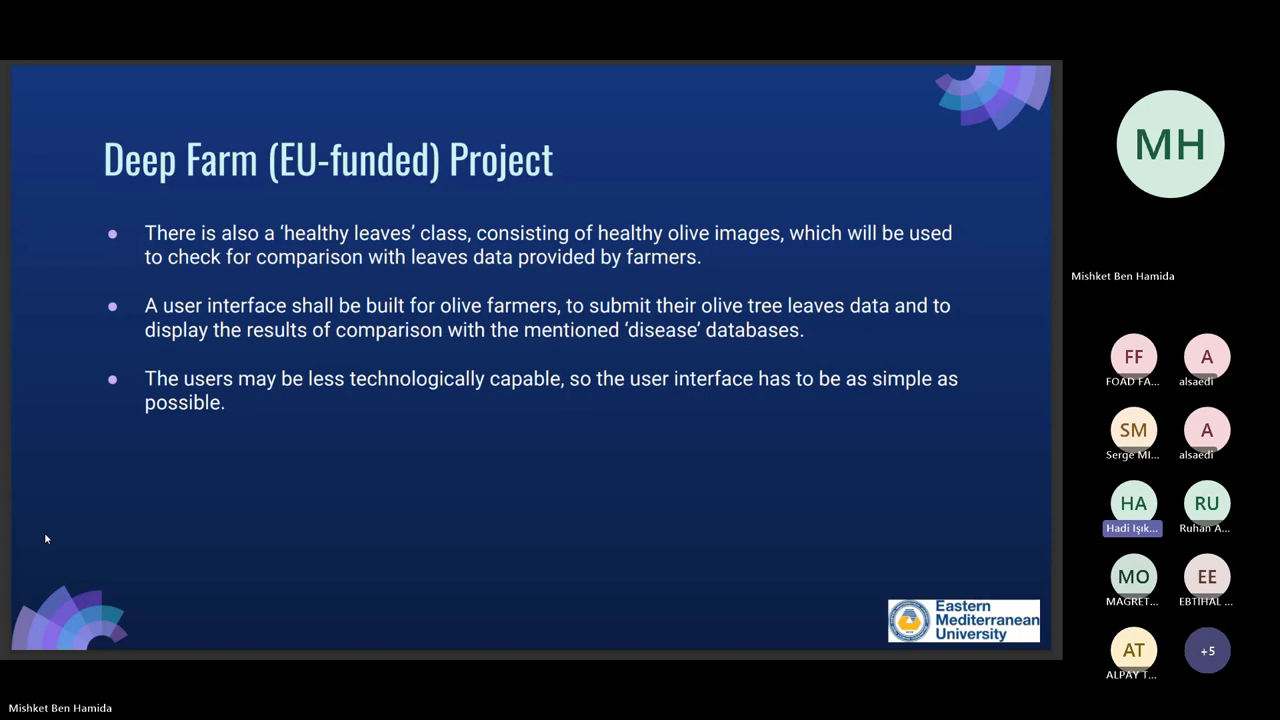 Deep Farm (EU-funded) Project
There is also a ‘healthy leaves’ class, consisting of healthy olive images, which will be used
to check for comparison with leaves data provided by farmers.
A user interface shall be built for olive farmers, to submit their olive tree leaves data and to
display the results of comparison with the mentioned ‘disease’ databases.
The users may be less technologically capable, so the user interface has to be as simple as
possible.
Eastern
Mediterranean
University
MH
Mishket Ben Hamida
FF
A
FOAD FA...
alsaedi
SM
A
Serge MI...
alsaedi
HA
RU
Hadi Işık...
Ruhan A...
MO
EE
MAGRET...
EBTIHAL ...
AT
+5
ALPAY T...
Mishket Ben Hamida